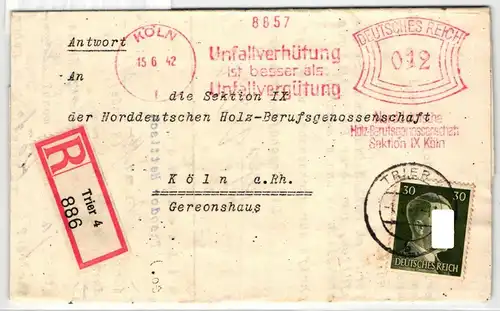 8857
Antwort
KÖLN
15.6.42
Unfallverhütung
ist besser als
Unfallvergütung
DEUTSCHES REICH
012
Norddeutsche
Holz-Berufsgenossenschaft
Sektion IX Köln
An
die Sektion IX
der Norddeutschen Holz-Berufsgenossenschaft
Köln a.Rh.
Gereonshaus
R
Trier 4
886
TRIER
30 30
DEUTSCHES REICH